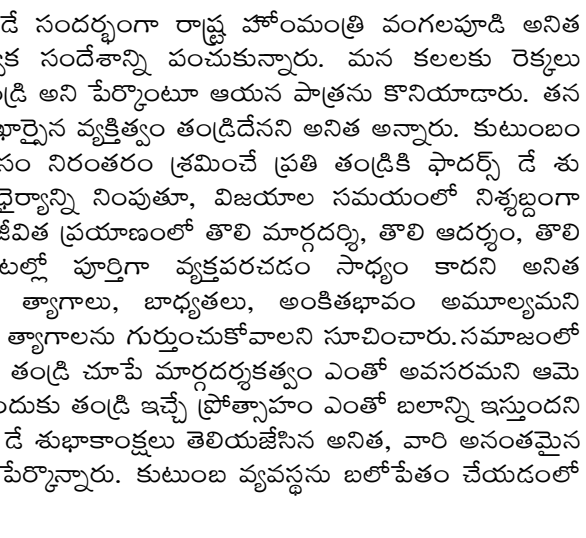 డే సందర్భంగా రాష్ట్ర హోంమంత్రి వంగలపూడి అనిత
సందేశాన్ని పంచుకున్నారు. మన కలలకు రెక్కలు
అని పేర్కొంటూ ఆయన పాత్రను కొనియాడారు. తన
వ్యక్తిత్వం తండ్రిదేనని అనిత అన్నారు. కుటుంబం
నిరంతరం శ్రమించే ప్రతి తండ్రికి ఫాదర్స్ డే శు
ధైర్యాన్ని నింపుతూ, విజయాల సమయంలో నిశ్శబ్దంగా
జీవిత ప్రయాణంలో తొలి మార్గదర్శి, తొలి ఆదర్శం, తొలి
పూర్తిగా వ్యక్తపరచడం సాధ్యం కాదని అనిత
త్యాగాలు, బాధ్యతలు, అంకితభావం అమూల్యమని
త్యాగాలను గుర్తుంచుకోవాలని సూచించారు.సమాజంలో
తండ్రి చూపే మార్గదర్శకత్వం ఎంతో అవసరమని ఆమె
తండ్రి ఇచ్చే ప్రోత్సాహం ఎంతో బలాన్ని ఇస్తుందని
డే శుభాకాంక్షలు తెలియజేసిన అనిత, వారి అనంతమైన
పేర్కొన్నారు. కుటుంబ వ్యవస్థను బలోపేతం చేయడంలో